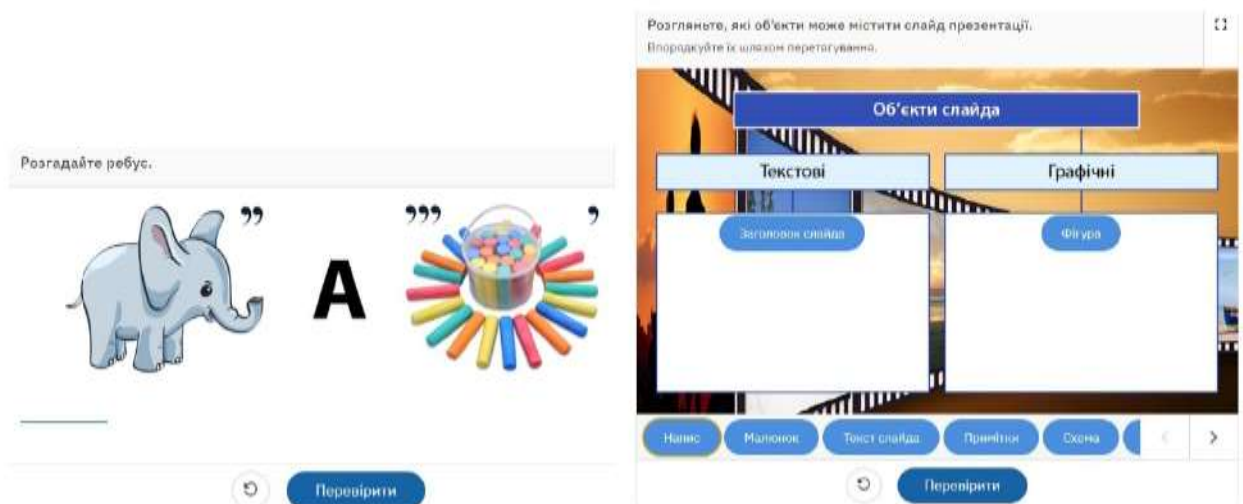 Розгадайте ребус.
”
А
,,,
,
Перевірити
Розгляньте, які об'єкти може містити слайд презентації.
Впорядкуйте їх шляхом перетягування.
Об'єкти слайда
Текстові
Графічні
Заголовок слайда
Фігура
Напис
Малюнок
Текст слайда
Примітки
Схема
Перевірити